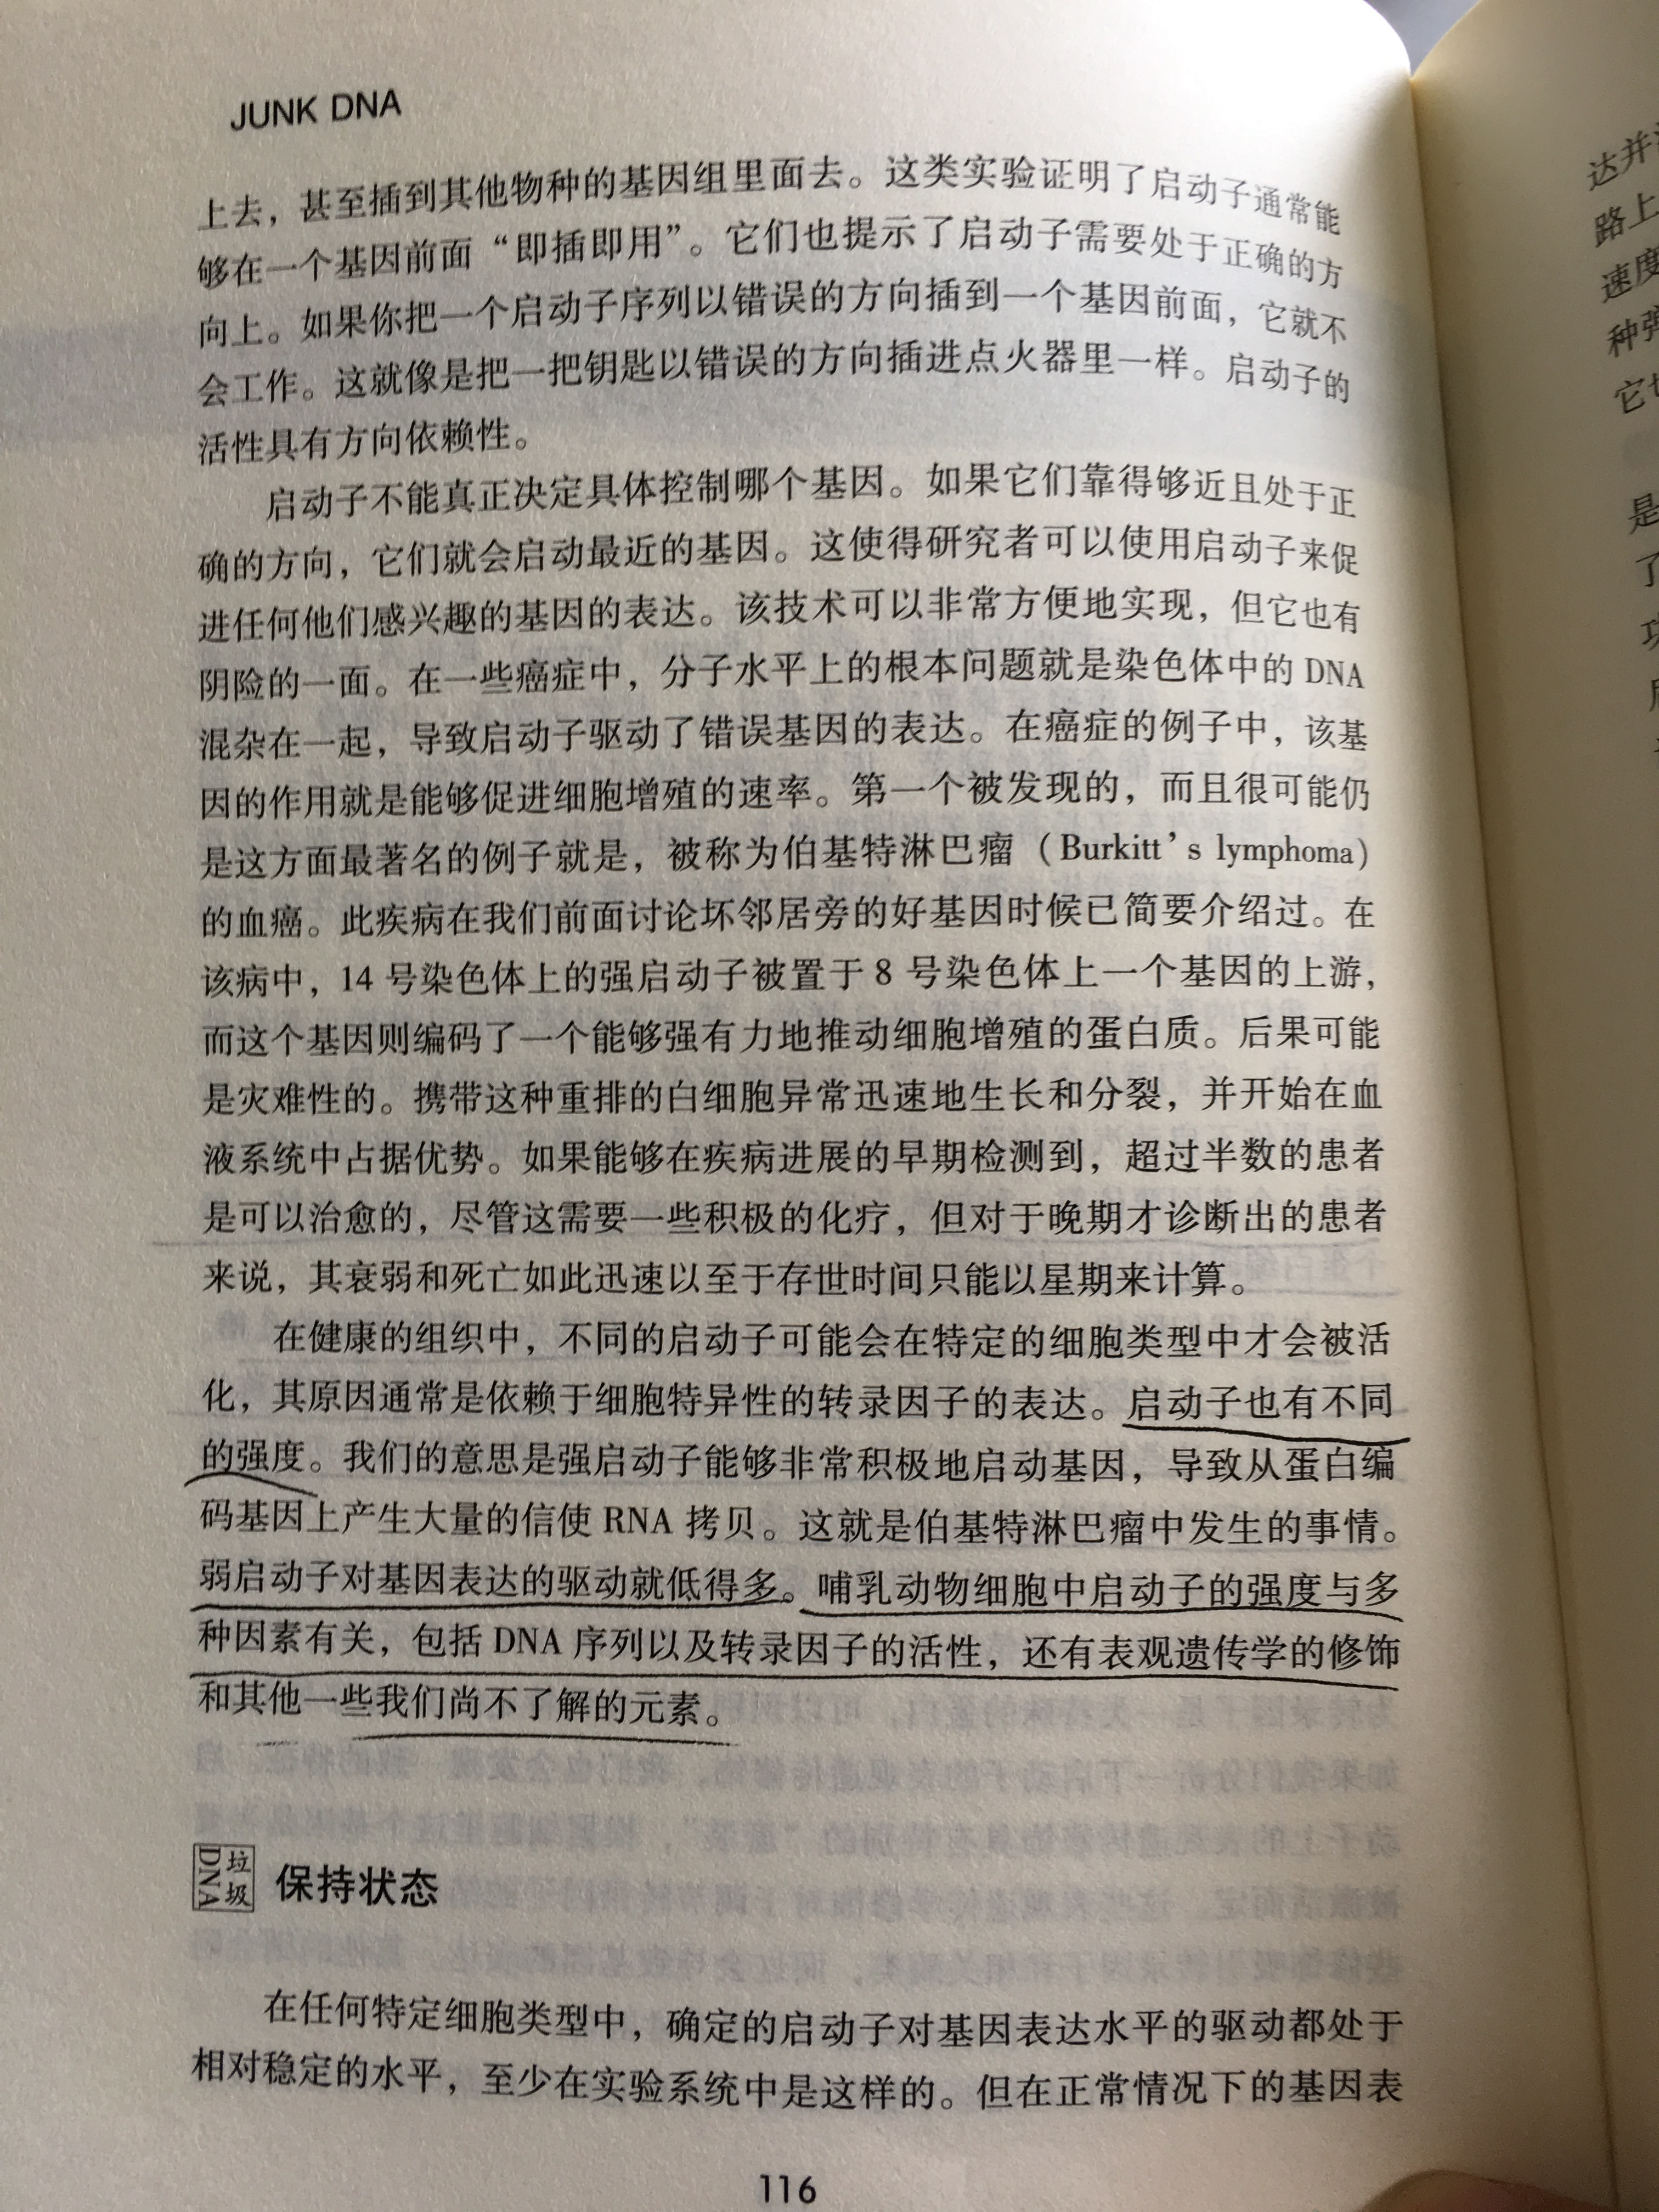 JUNK DNA
上去，甚至插到其他物种的基因组里面去。这类实验证明了启动子通常能
够在一个基因前面“即插即用”。它们也提示了启动子需要处于正确的方
向上。如果你把一个启动子序列以错误的方向插到一个基因前面，它就不
会工作。这就像是把一把钥匙以错误的方向插进点火器里一样。启动子的
活性具有方向依赖性。
启动子不能真正决定具体控制哪个基因。如果它们靠得够近且处于正
确的方向，它们就会启动最近的基因。这使得研究者可以使用启动子来促
进任何他们感兴趣的基因的表达。该技术可以非常方便地实现，但它也有
阴险的一面。在一些癌症中，分子水平上的根本问题就是染色体中的 DNA
混杂在一起，导致启动子驱动了错误基因的表达。在癌症的例子中，该基
因的作用就是能够促进细胞增殖的速率。第一个被发现的，而且很可能仍
是这方面最著名的例子就是，被称为伯基特淋巴瘤（Burkitt’s lymphoma）
的血癌。此疾病在我们前面讨论坏邻居旁的好基因时候已简要介绍过。在
该病中，14 号染色体上的强启动子被置于 8 号染色体上一个基因的上游，
而这个基因则编码了一个能够强有力地推动细胞增殖的蛋白质。后果可能
是灾难性的。携带这种重排的白细胞异常迅速地生长和分裂，并开始在血
液系统中占据优势。如果能够在疾病进展的早期检测到，超过半数的患者
是可以治愈的，尽管这需要一些积极的化疗，但对于晚期才诊断出的患者
来说，其衰弱和死亡如此迅速以至于存世时间只能以星期来计算。
在健康的组织中，不同的启动子可能会在特定的细胞类型中才会被活
化，其原因通常是依赖于细胞特异性的转录因子的表达。启动子也有不同
的强度。我们的意思是强启动子能够非常积极地启动基因，导致从蛋白编
码基因上产生大量的信使 RNA 拷贝。这就是伯基特淋巴瘤中发生的事情。
弱启动子对基因表达的驱动就低得多。哺乳动物细胞中启动子的强度与多
种因素有关，包括 DNA 序列以及转录因子的活性，还有表观遗传学的修饰
和其他一些我们尚不了解的元素。
垃圾 DNA 保持状态
在任何特定细胞类型中，确定的启动子对基因表达水平的驱动都处于
相对稳定的水平，至少在实验系统中是这样的。但在正常情况下的基因表
116
达并
路上
速度
种
它
是
了